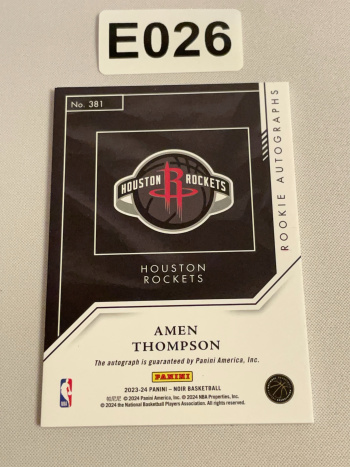 E026
No. 381
ROOKIE AUTOGRAPHS
HOUSTON ROCKETS
HOUSTON
ROCKETS
AMEN
THOMPSON
The autograph is guaranteed by Panini America, Inc.
PANINI
2023-24 PANINI – NOIR BASKETBALL
© 2024 Panini America, Inc. © 2024 NBA Properties, Inc.
© 2024 the National Basketball Players Association. All rights reserved.